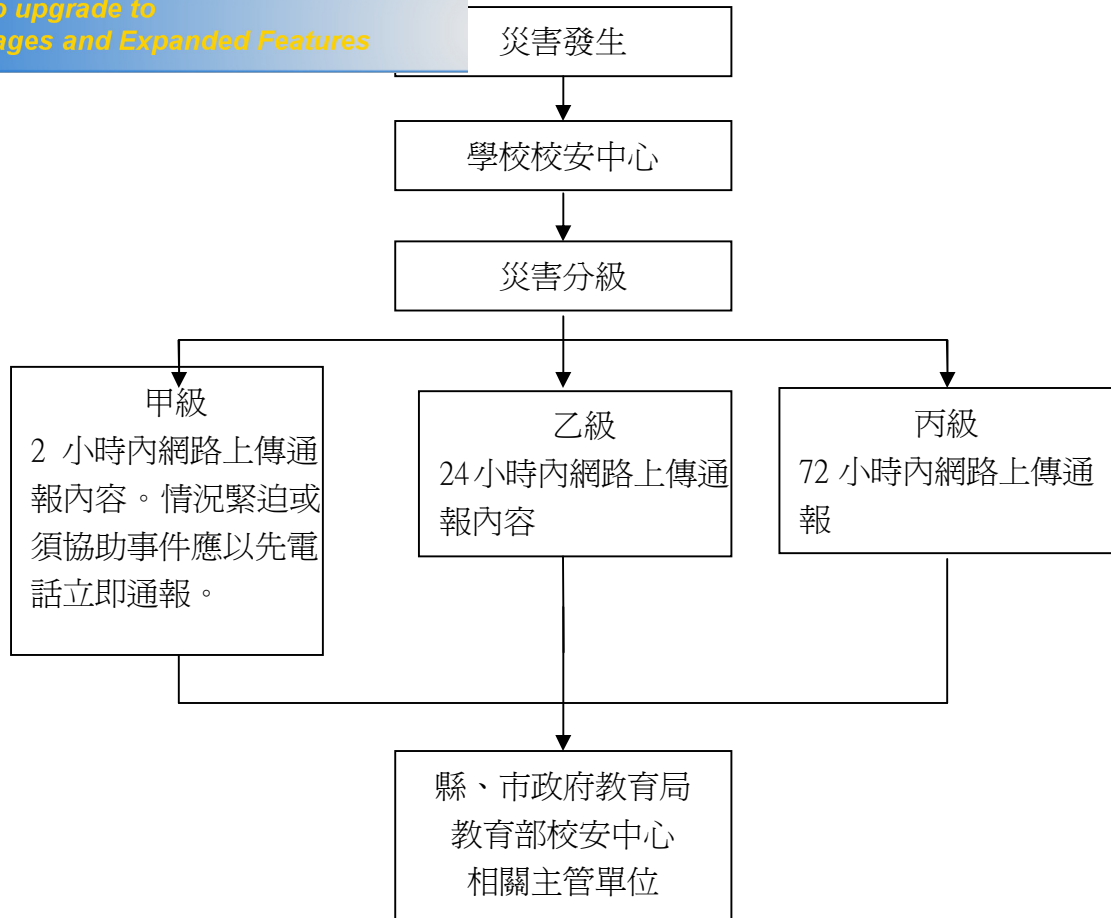 upgrade to
ages and Expanded Features
災害發生
學校校安中心
災害分級
甲級
2 小時內網路上傳通
報內容。情況緊迫或
須協助事件應以先電
話立即通報。
乙級
24小時內網路上傳通
報內容
丙級
72 小時內網路上傳通
報
縣、市政府教育局
教育部校安中心
相關主管單位